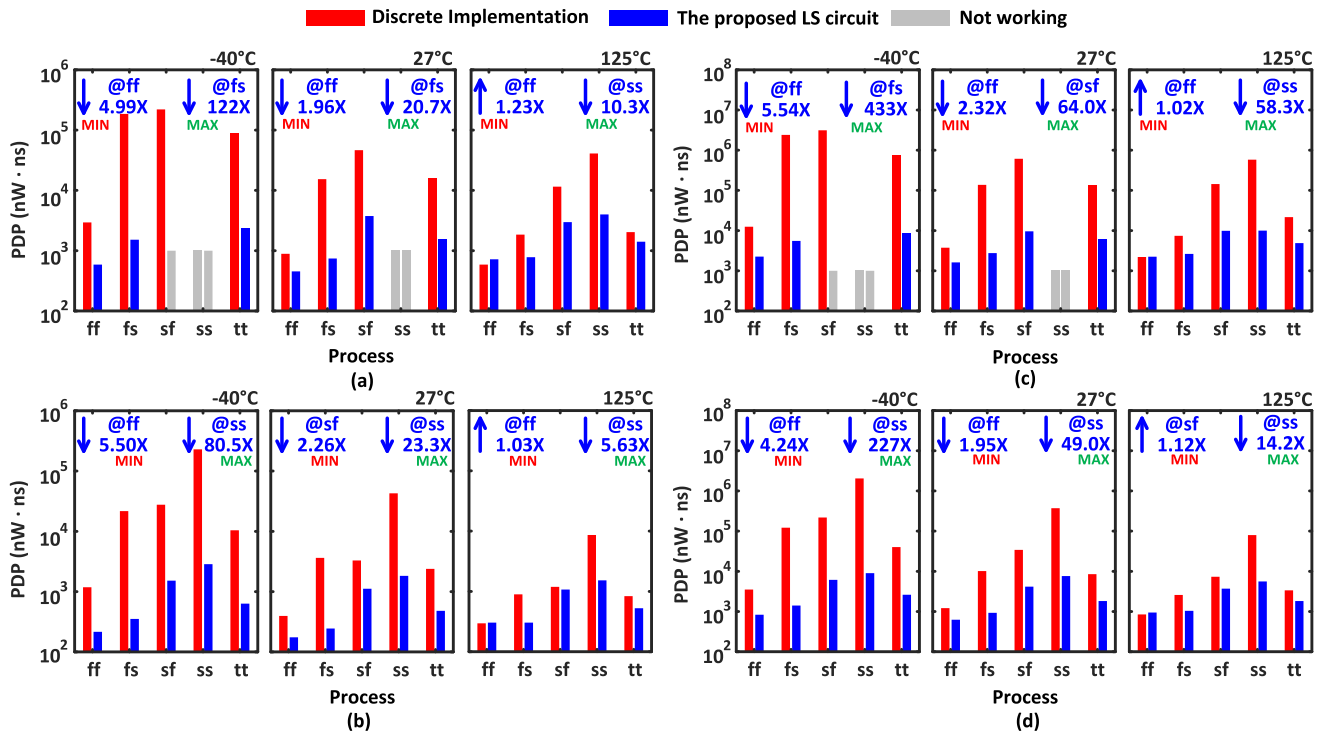 Discrete Implementation The proposed LS circuit Not working
-40°C 27°C 125°C
PDP (nW · ns)
10^6
10^5
10^4
10^3
10^2
@ff @fs
4.99X 122X
MIN MAX
@ff @fs
1.96X 20.7X
MIN MAX
@ff @ss
1.23X 10.3X
MIN MAX
ff fs sf ss tt ff fs sf ss tt ff fs sf ss tt
Process
(a)
-40°C 27°C 125°C
PDP (nW · ns)
10^8
10^7
10^6
10^5
10^4
10^3
10^2
@ff @fs
5.54X 433X
MIN MAX
@ff @sf
2.32X 64.0X
MIN MAX
@ff @ss
1.02X 58.3X
MIN MAX
ff fs sf ss tt ff fs sf ss tt ff fs sf ss tt
Process
(c)
-40°C 27°C 125°C
PDP (nW · ns)
10^6
10^5
10^4
10^3
10^2
@ff @ss
5.50X 80.5X
MIN MAX
@sf @ss
2.26X 23.3X
MIN MAX
@ff @ss
1.03X 5.63X
MIN MAX
ff fs sf ss tt ff fs sf ss tt ff fs sf ss tt
Process
(b)
-40°C 27°C 125°C
PDP (nW · ns)
10^8
10^7
10^6
10^5
10^4
10^3
10^2
@ff @ss
4.24X 227X
MIN MAX
@ff @ss
1.95X 49.0X
MIN MAX
@sf @ss
1.12X 14.2X
MIN MAX
ff fs sf ss tt ff fs sf ss tt ff fs sf ss tt
Process
(d)